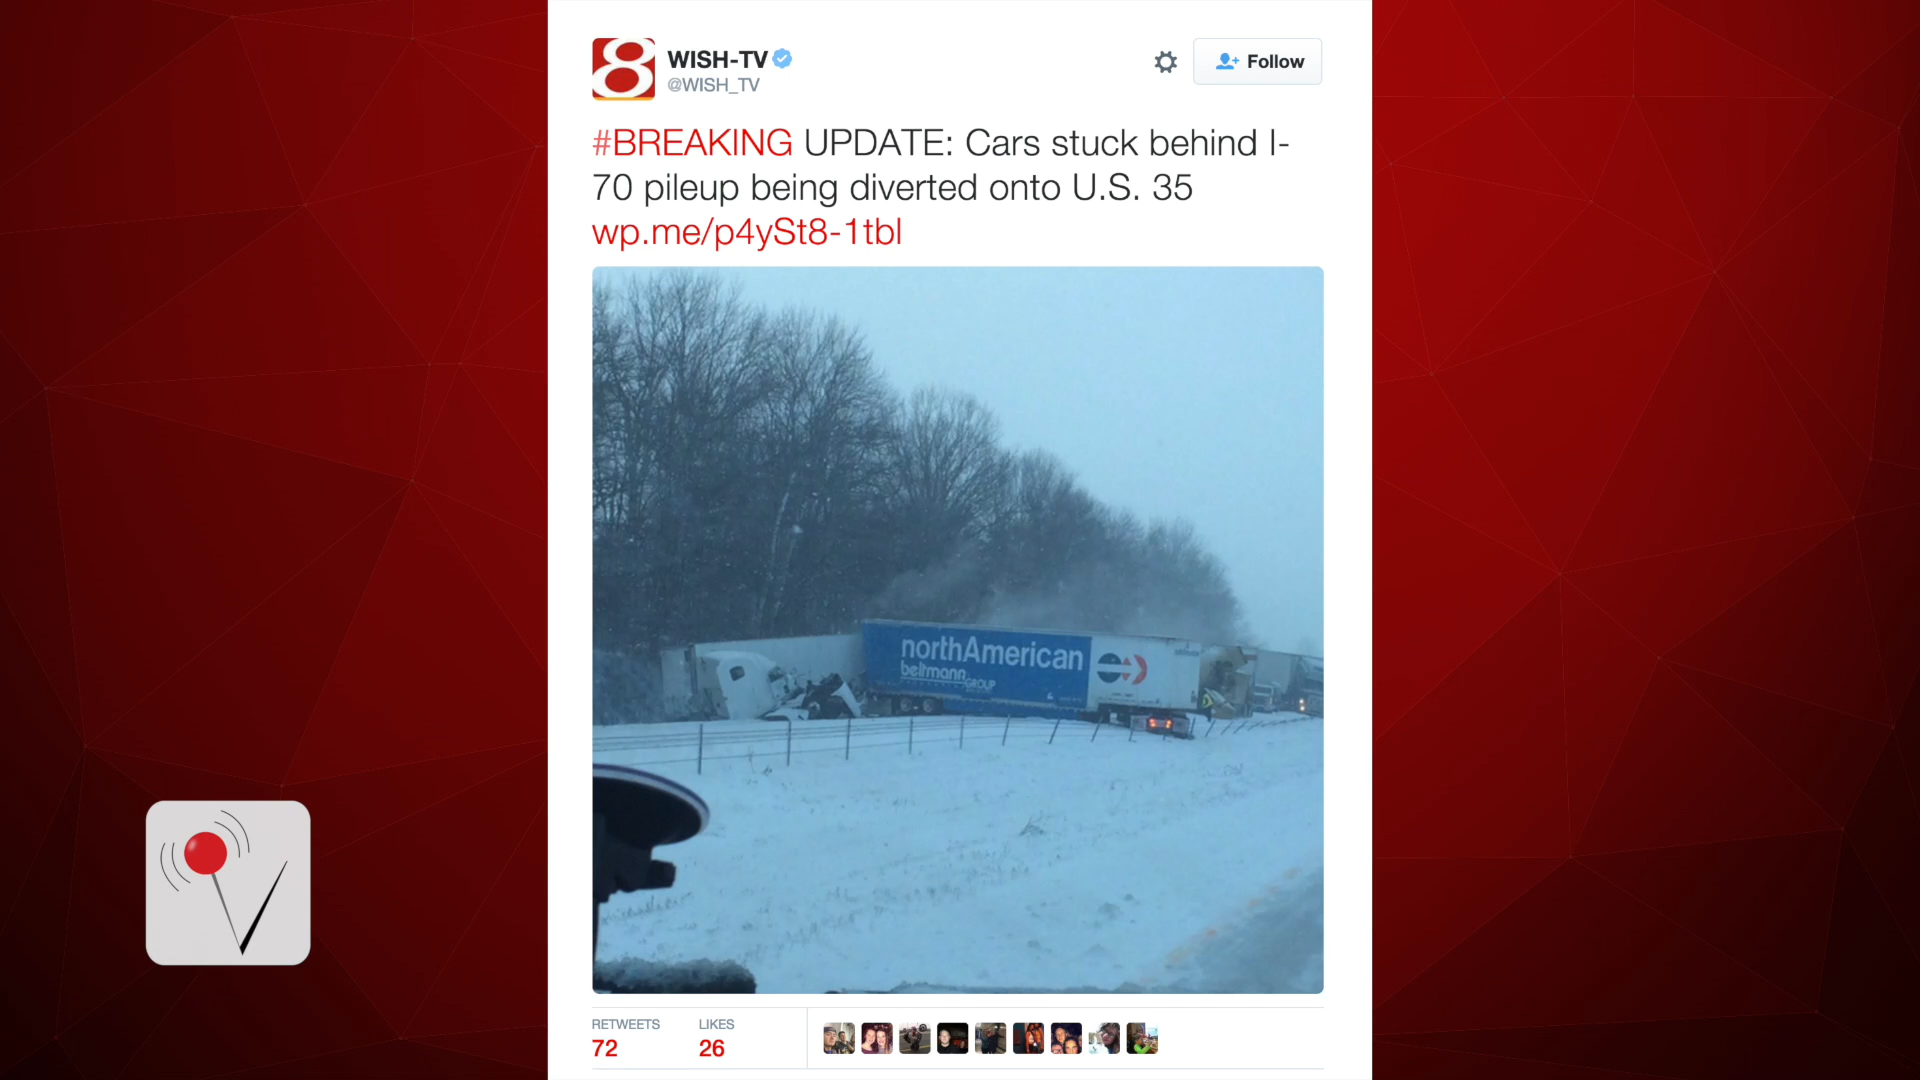 8
WISH-TV
@WISH_TV
Follow
#BREAKING UPDATE: Cars stuck behind I-
70 pileup being diverted onto U.S. 35
wp.me/p4ySt8-1tbl
northAmerican
beltmann GROUP
RETWEETS
72
LIKES
26
V